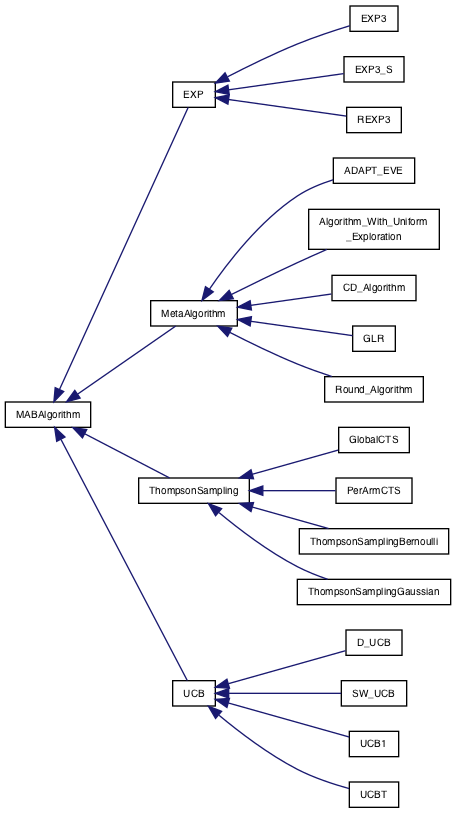 EXP3
EXP3_S
EXP
REXP3
ADAPT_EVE
Algorithm_With_Uniform
_Exploration
CD_Algorithm
MetaAlgorithm
GLR
Round_Algorithm
MABAlgorithm
GlobalCTS
ThompsonSampling
PerArmCTS
ThompsonSamplingBernoulli
ThompsonSamplingGaussian
D_UCB
UCB
SW_UCB
UCB1
UCBT